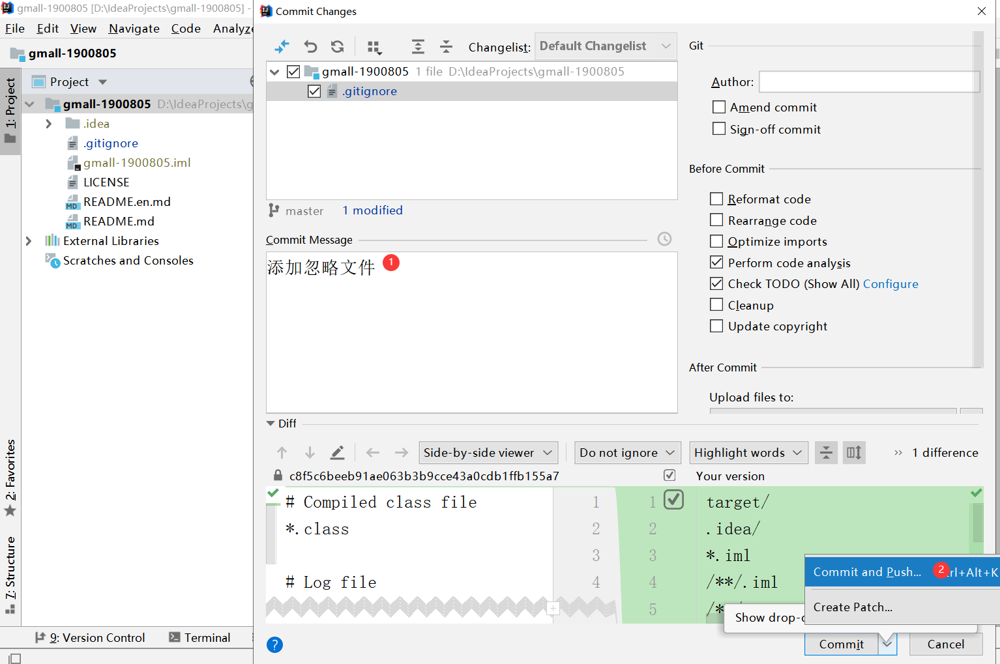 gmall-1900805 [D:\IdeaProjects\gmall-1900805] -
File Edit View Navigate Code Analyze
gmall-1900805
1: Project
2: Favorites
7: Structure
Project
gmall-1900805 D:\IdeaProjects\g
.idea
.gitignore
gmall-1900805.iml
LICENSE
MD README.en.md
MD README.md
External Libraries
Scratches and Consoles
9: Version Control Terminal
Commit Changes
Changelist: Default Changelist
gmall-1900805 1 file D:\IdeaProjects\gmall-1900805
.gitignore
master 1 modified
Commit Message
添加忽略文件 1
Git
Author:
Amend commit
Sign-off commit
Before Commit
Reformat code
Rearrange code
Optimize imports
Perform code analysis
Check TODO (Show All) Configure
Cleanup
Update copyright
After Commit
Upload files to:
Diff
Side-by-side viewer Do not ignore Highlight words >> 1 difference
c8f5c6beeb91ae063b3b9cce43a0cdb1ffb155a7 Your version
# Compiled class file 1 1 target/
*.class 2 2 .idea/
3 3 *.iml
# Log file 4 4 /**/.iml
5
Commit and Push... 2 rl+Alt+K
Create Patch...
Show drop-
? Commit Cancel